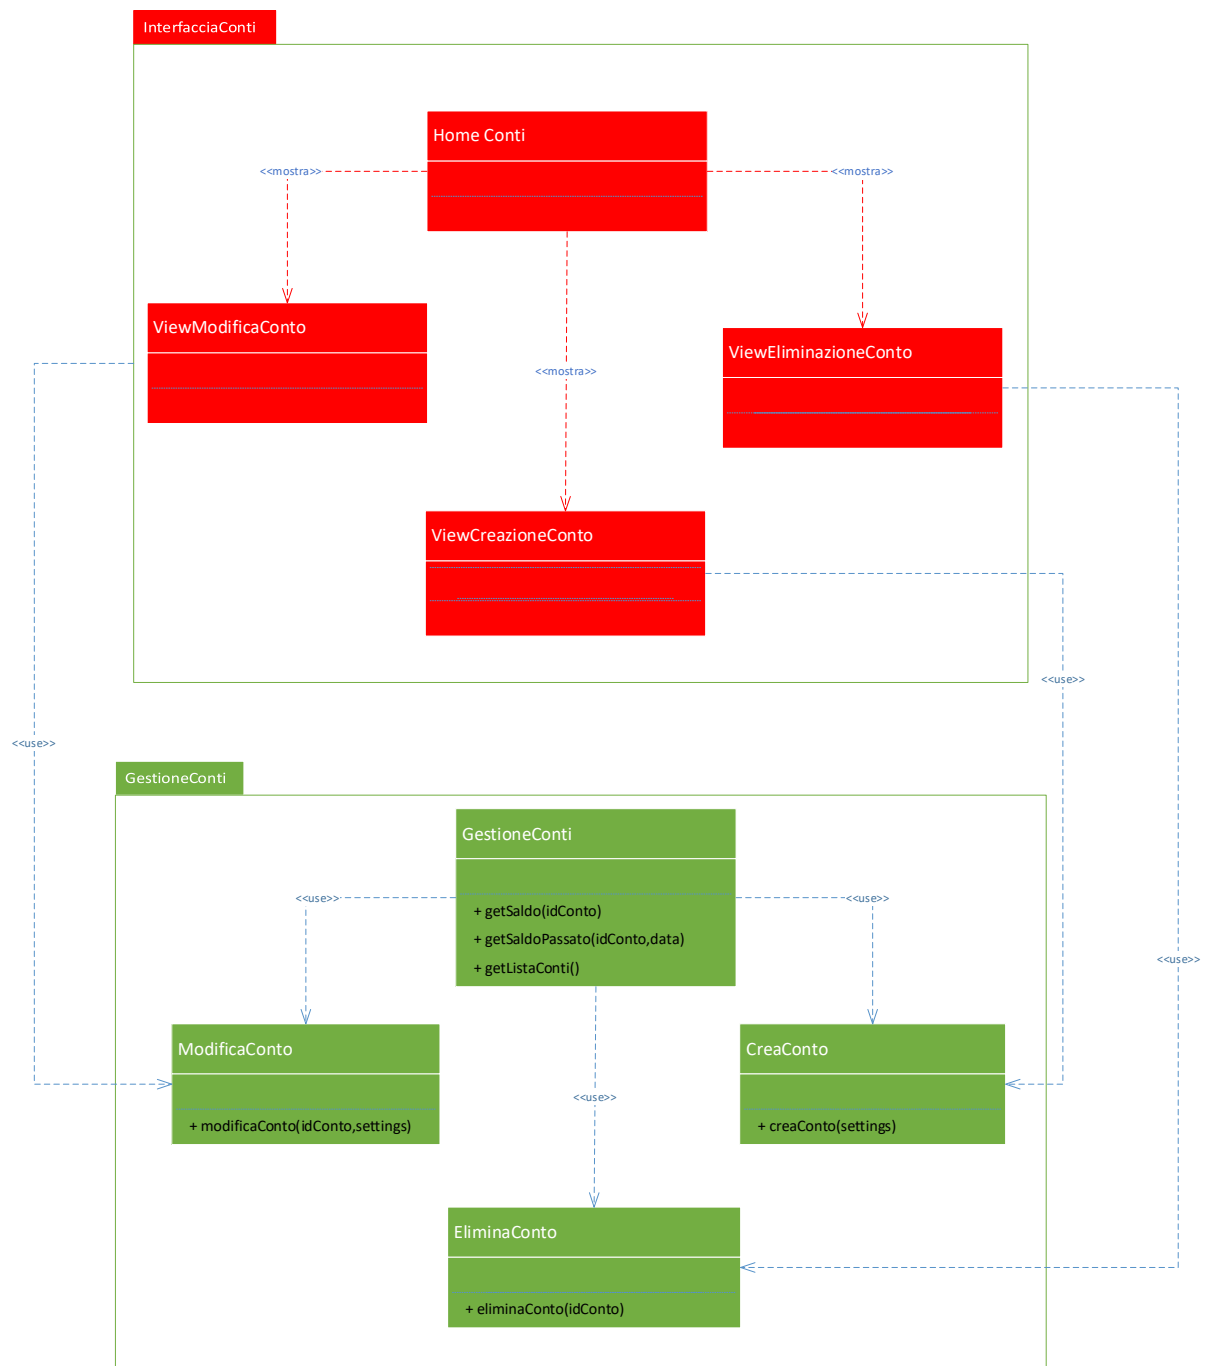 InterfacciaConti
Home Conti
<<mostra>>
<<mostra>>
ViewModificaConto
ViewEliminazioneConto
<<mostra>>
ViewCreazioneConto
<<use>>
<<use>>
GestioneConti
GestioneConti
<<use>>
<<use>>
+ getSaldo(idConto)
+ getSaldoPassato(idConto,data)
+ getListaConti()
<<use>>
ModificaConto
CreaConto
<<use>>
+ modificaConto(idConto,settings)
+ creaConto(settings)
EliminaConto
+ eliminaConto(idConto)